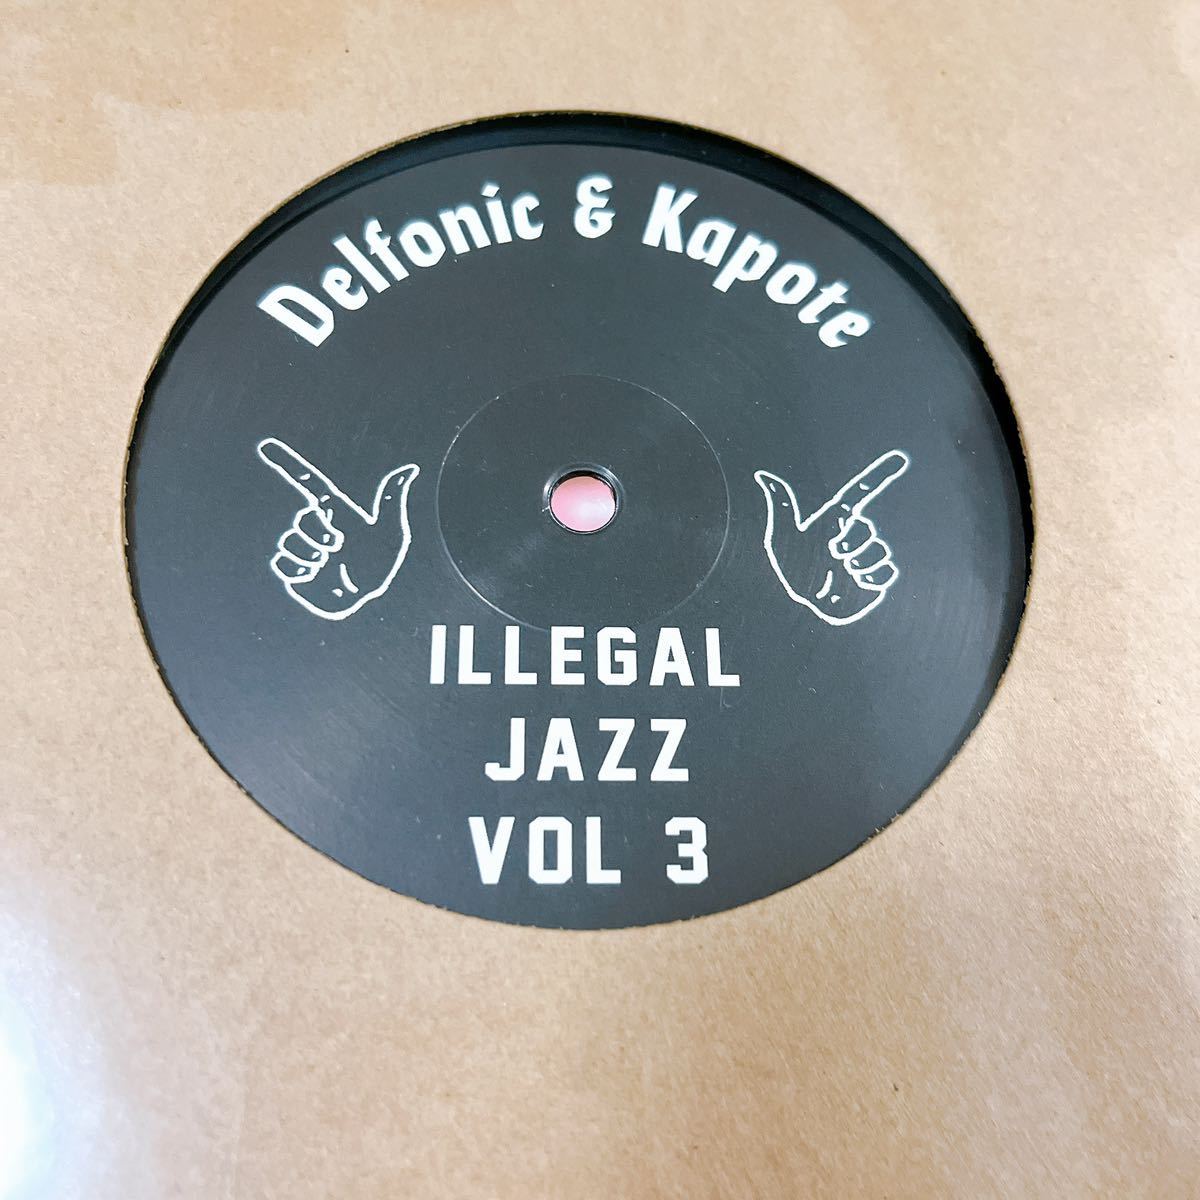 Delfonic & Kapote
ILLEGAL
JAZZ
VOL 3